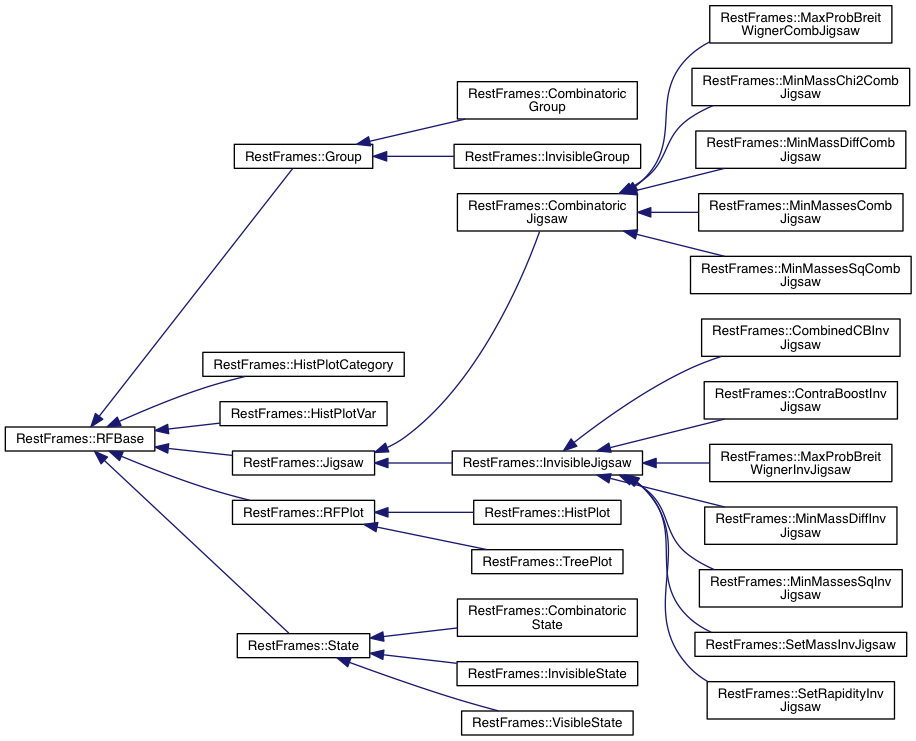 RestFrames::MaxProbBreit
WignerCombJigsaw
RestFrames::MinMassChi2Comb
Jigsaw
RestFrames::Combinatoric
Group
RestFrames::MinMassDiffComb
Jigsaw
RestFrames::Group
RestFrames::InvisibleGroup
RestFrames::Combinatoric
Jigsaw
RestFrames::MinMassesComb
Jigsaw
RestFrames::MinMassesSqComb
Jigsaw
RestFrames::CombinedCBInv
Jigsaw
RestFrames::HistPlotCategory
RestFrames::ContraBoostInv
Jigsaw
RestFrames::HistPlotVar
RestFrames::RFBase
RestFrames::Jigsaw
RestFrames::InvisibleJigsaw
RestFrames::MaxProbBreit
WignerInvJigsaw
RestFrames::RFPlot
RestFrames::HistPlot
RestFrames::MinMassDiffInv
Jigsaw
RestFrames::TreePlot
RestFrames::MinMassesSqInv
Jigsaw
RestFrames::Combinatoric
State
RestFrames::State
RestFrames::SetMassInvJigsaw
RestFrames::InvisibleState
RestFrames::SetRapidityInv
Jigsaw
RestFrames::VisibleState